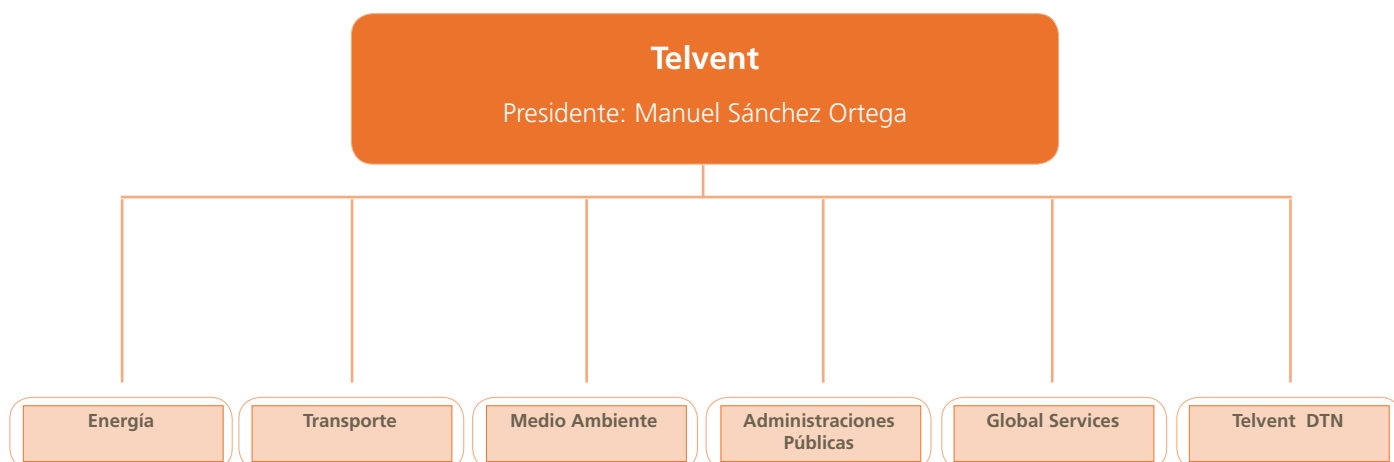 Telvent
Presidente: Manuel Sánchez Ortega
Energía
Transporte
Medio Ambiente
Administraciones
Públicas
Global Services
Telvent DTN